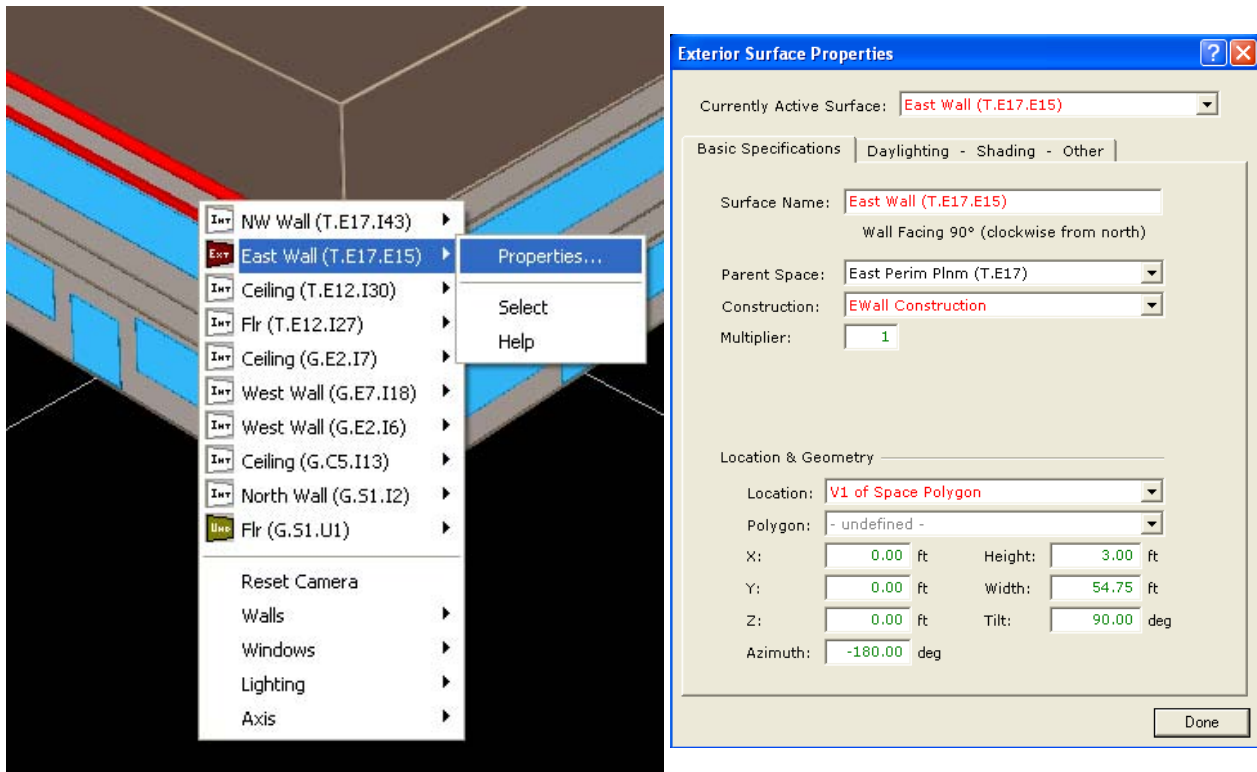 INT NW Wall (T.E17.I43)
EXT East Wall (T.E17.E15)
INT Ceiling (T.E12.I30)
INT Flr (T.E12.I27)
INT Ceiling (G.E2.I7)
INT West Wall (G.E7.I18)
INT West Wall (G.E2.I6)
INT Ceiling (G.C5.I13)
INT North Wall (G.S1.I2)
UND Flr (G.S1.U1)
Reset Camera
Walls
Windows
Lighting
Axis
Properties...
Select
Help
Exterior Surface Properties
Currently Active Surface: East Wall (T.E17.E15)
Basic Specifications Daylighting - Shading - Other
Surface Name: East Wall (T.E17.E15)
Wall Facing 90° (clockwise from north)
Parent Space: East Perim Plnm (T.E17)
Construction: EWall Construction
Multiplier: 1
Location & Geometry
Location: V1 of Space Polygon
Polygon: - undefined -
X: 0.00 ft Height: 3.00 ft
Y: 0.00 ft Width: 54.75 ft
Z: 0.00 ft Tilt: 90.00 deg
Azimuth: -180.00 deg
Done